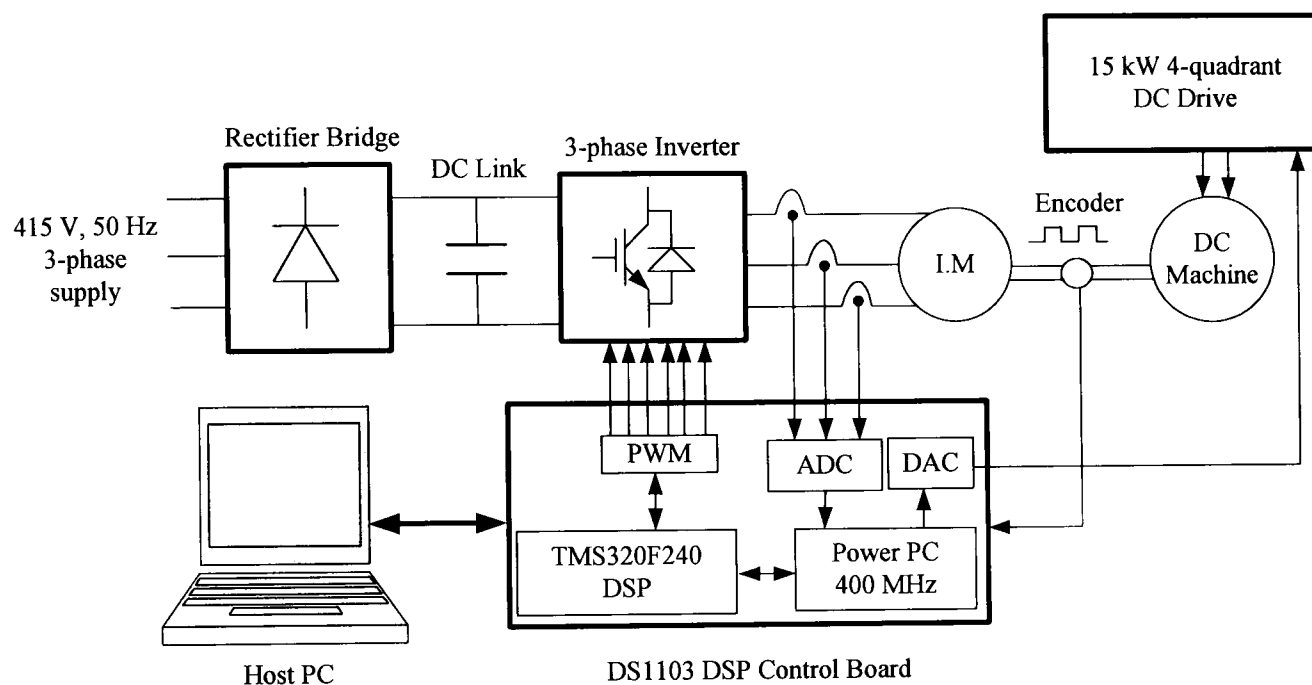 15 kW 4-quadrant
DC Drive
Rectifier Bridge
DC Link
3-phase Inverter
415 V, 50 Hz
3-phase
supply
I.M
Encoder
DC
Machine
PWM
ADC
DAC
TMS320F240
DSP
Power PC
400 MHz
Host PC
DS1103 DSP Control Board